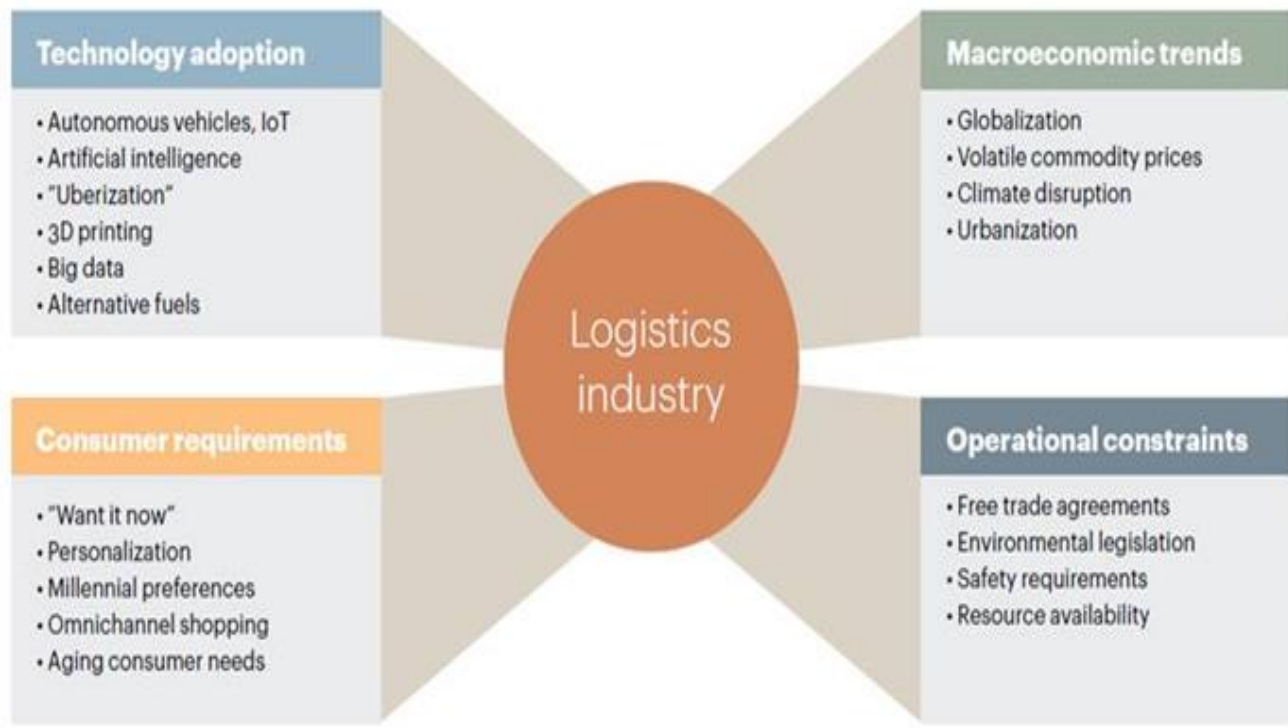 Technology adoption
• Autonomous vehicles, IoT
• Artificial intelligence
• “Uberization”
• 3D printing
• Big data
• Alternative fuels
Macroeconomic trends
• Globalization
• Volatile commodity prices
• Climate disruption
• Urbanization
Logistics
industry
Consumer requirements
• “Want it now”
• Personalization
• Millennial preferences
• Omnichannel shopping
• Aging consumer needs
Operational constraints
• Free trade agreements
• Environmental legislation
• Safety requirements
• Resource availability